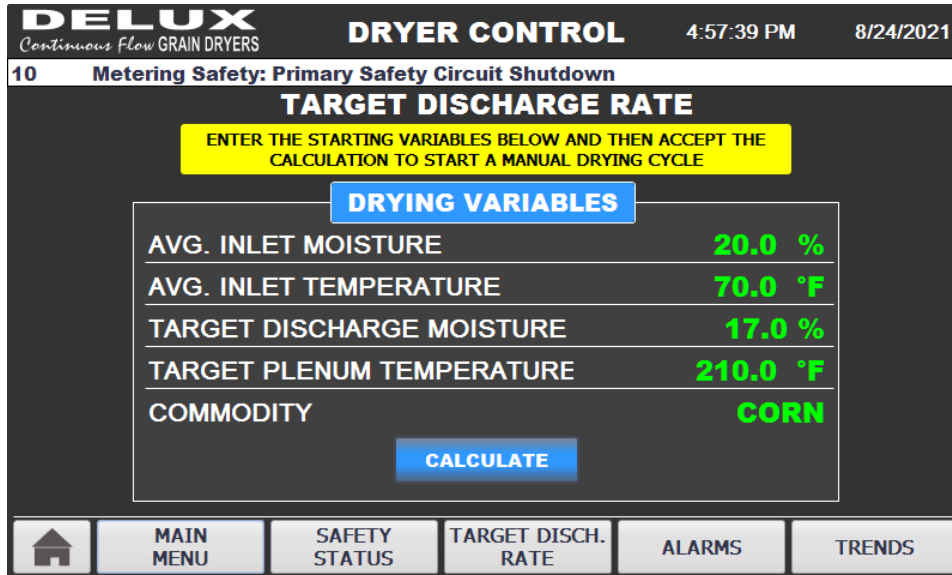 DELUX
Continuous Flow GRAIN DRYERS
DRYER CONTROL
4:57:39 PM
8/24/2021
10 Metering Safety: Primary Safety Circuit Shutdown
TARGET DISCHARGE RATE
ENTER THE STARTING VARIABLES BELOW AND THEN ACCEPT THE
CALCULATION TO START A MANUAL DRYING CYCLE
DRYING VARIABLES
AVG. INLET MOISTURE 20.0 %
AVG. INLET TEMPERATURE 70.0 °F
TARGET DISCHARGE MOISTURE 17.0 %
TARGET PLENUM TEMPERATURE 210.0 °F
COMMODITY CORN
CALCULATE
MAIN
MENU
SAFETY
STATUS
TARGET DISCH.
RATE
ALARMS
TRENDS